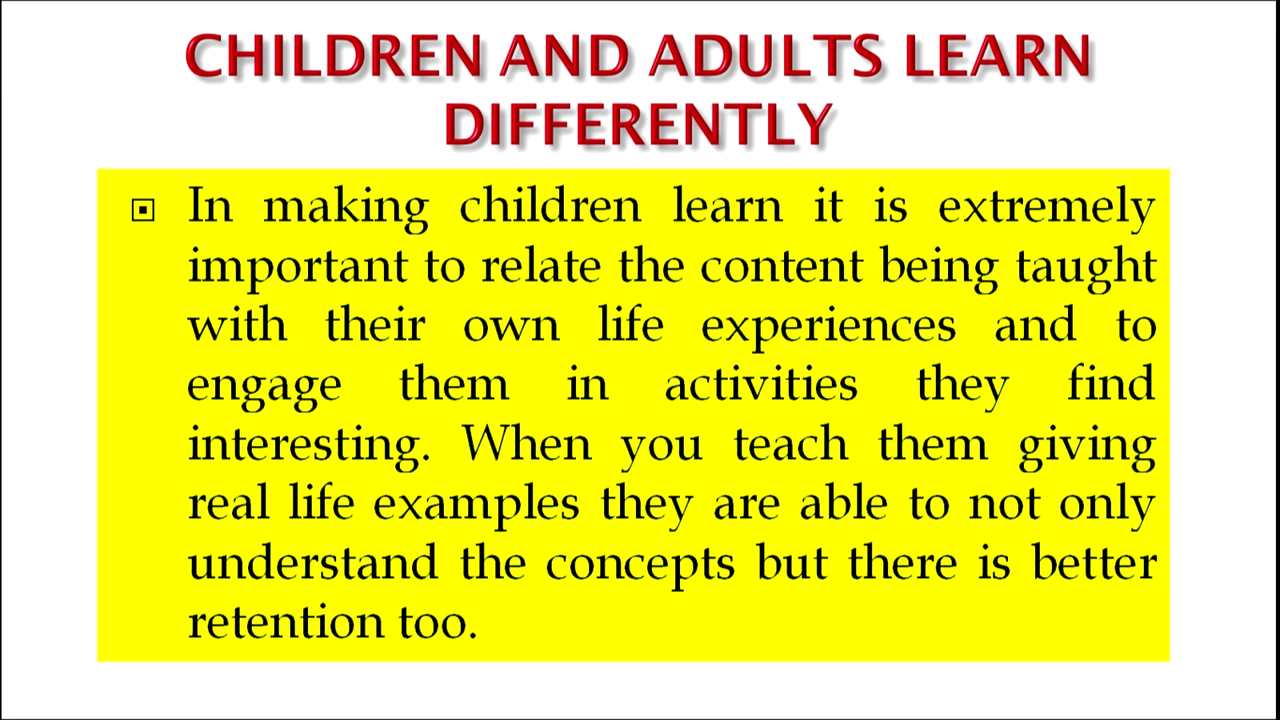 CHILDREN AND ADULTS LEARN
DIFFERENTLY
In making children learn it is extremely
important to relate the content being taught
with their own life experiences and to
engage them in activities they find
interesting. When you teach them giving
real life examples they are able to not only
understand the concepts but there is better
retention too.